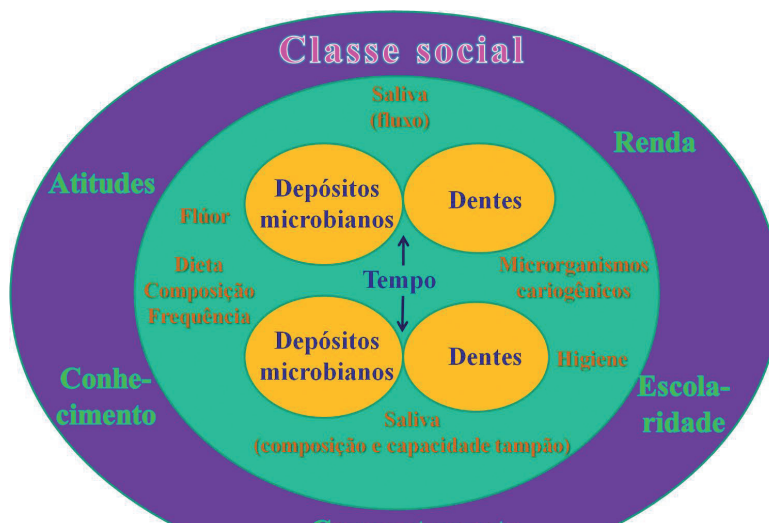 Classe social
Saliva
(fluxo)
Renda
Atitudes
Depósitos
microbianos
Dentes
Flúor
Dieta
Composição
Frequência
Tempo
Microrganismos
cariogênicos
Depósitos
microbianos
Dentes
Higiene
Conhe-
cimento
Escola-
ridade
Saliva
(composição e capacidade tampão)